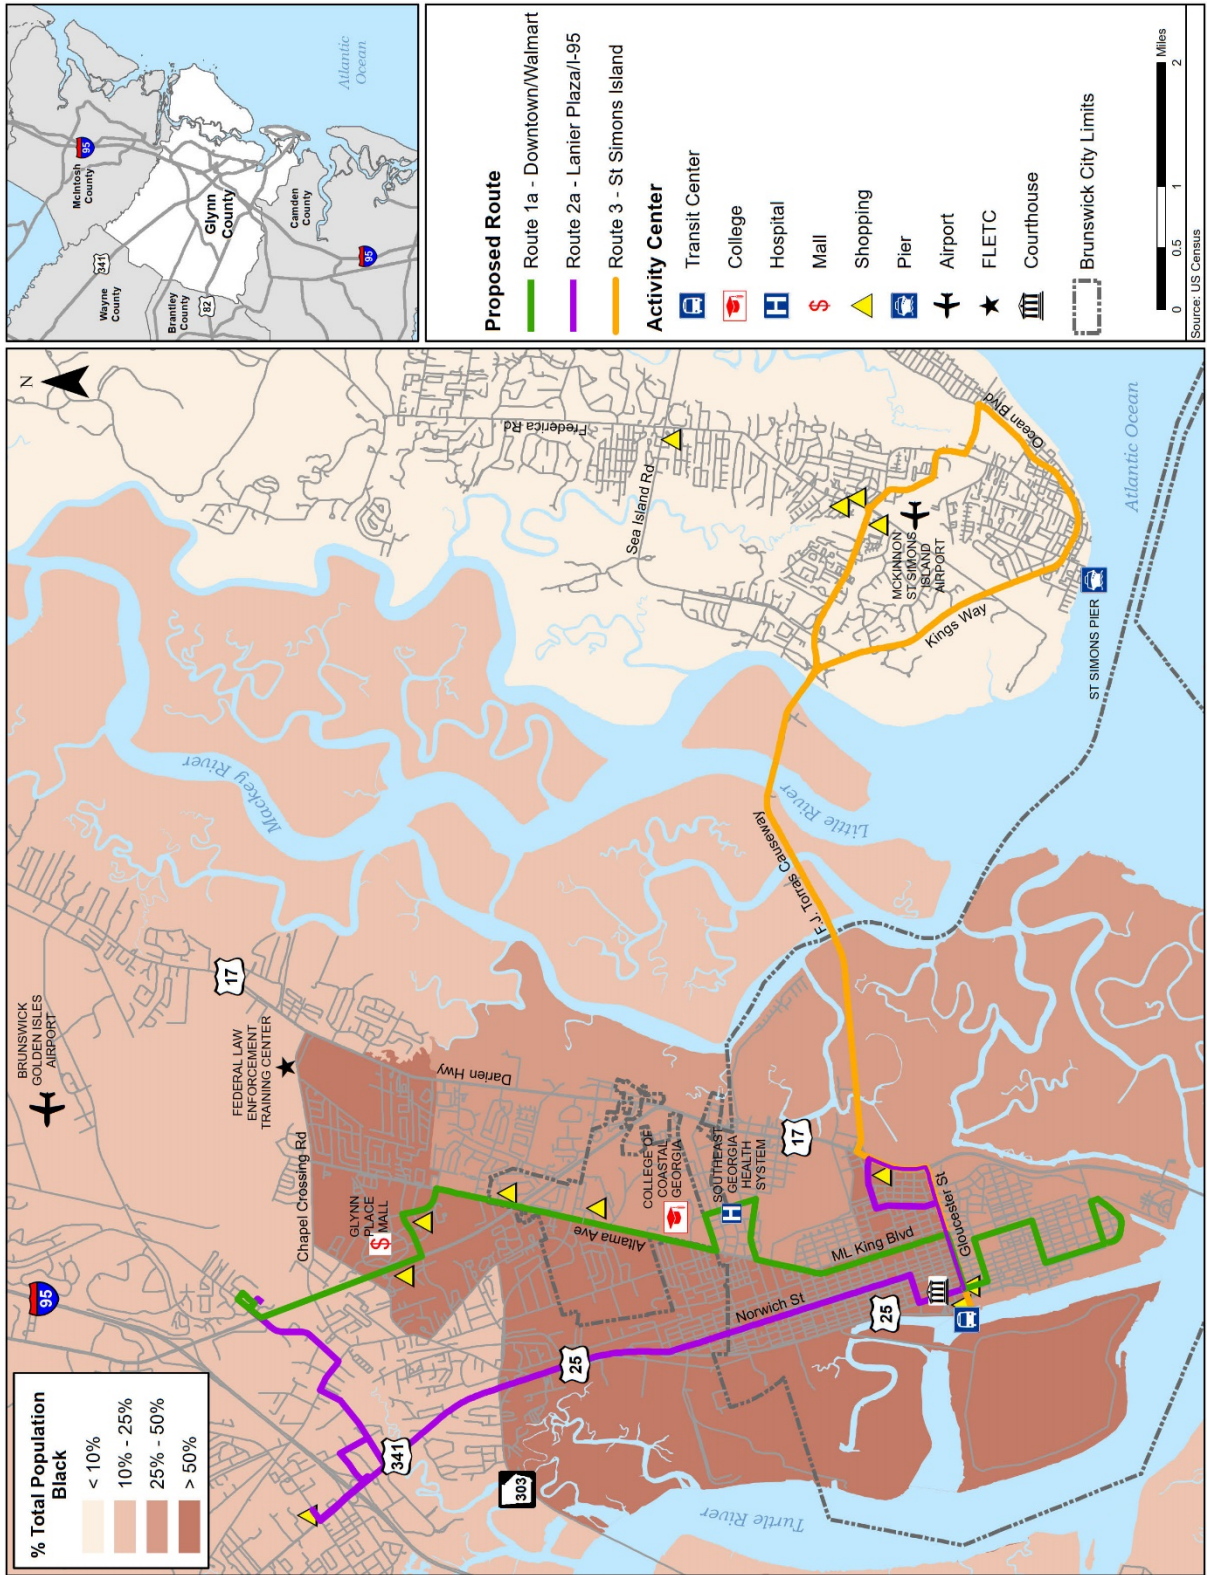 % Total Population
Black
< 10%
10% - 25%
25% - 50%
> 50%
N
95
BRUNSWICK
GOLDEN ISLES
AIRPORT
17
FEDERAL LAW
ENFORCEMENT
TRAINING CENTER
Chapel Crossing Rd
GLYNN
PLACE
MALL
$
Darien Hwy
Mackey River
Frederica Rd
Sea Island Rd
341
303
25
Altama Ave
COLLEGE OF
COASTAL
GEORGIA
SOUTHEAST
GEORGIA
HEALTH
SYSTEM
H
17
Norwich St
ML King Blvd
25
Gloucester St
Turtle River
F.J. Torras Causeway
Little River
MCKINNON
ST SIMONS
ISLAND
AIRPORT
Kings Way
Ocean Blvd
ST SIMONS PIER
Atlantic Ocean
McIntosh
County
95
341
Wayne
County
Glynn
County
Brantley
County
82
Camden
County
95
Atlantic
Ocean
Proposed Route
Route 1a - Downtown/Walmart
Route 2a - Lanier Plaza/I-95
Route 3 - St Simons Island
Activity Center
Transit Center
College
H Hospital
$ Mall
Shopping
Pier
Airport
FLETC
Courthouse
Brunswick City Limits
0 0.5 1 2
Miles
Source: US Census